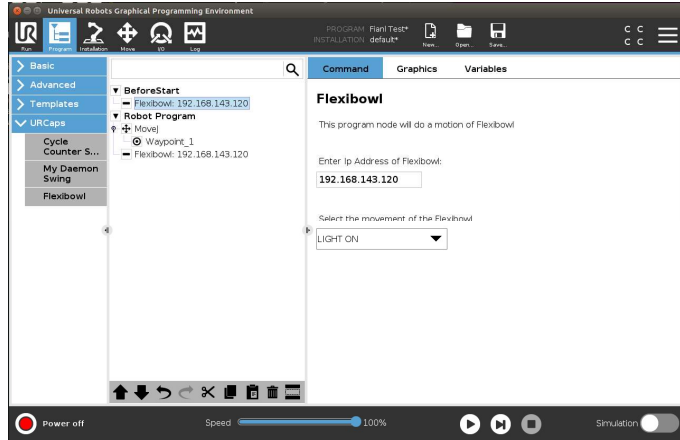 Universal Robots Graphical Programming Environment
UR
Run
Program
Installation
Move
I/O
Log
PROGRAM Fianl Test*
INSTALLATION default*
New...
Open...
Save...
C C
C C
Basic
Advanced
Templates
URCaps
Cycle
Counter S...
My Daemon
Swing
Flexibowl
BeforeStart
Flexibowl: 192.168.143.120
Robot Program
MoveJ
Waypoint_1
Flexibowl: 192.168.143.120
Command
Graphics
Variables
Flexibowl
This program node will do a motion of Flexibowl
Enter Ip Address of Flexibowl:
192.168.143.120
Select the movement of the Flexibowl
LIGHT ON
Power off
Speed
100%
Simulation